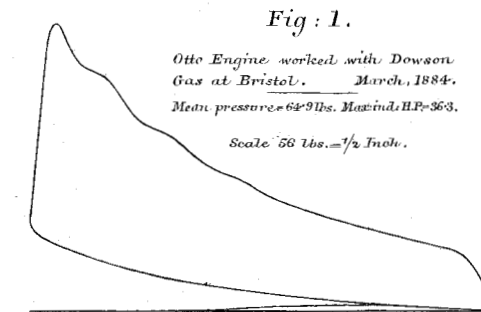 Fig: 1.
Otto Engine worked with Dowson
Gas at Bristol. March, 1884.
Mean pressure = 64·9 lbs. Max ind: H.P. = 36·3.
Scale 56 lbs. = 1/2 Inch.